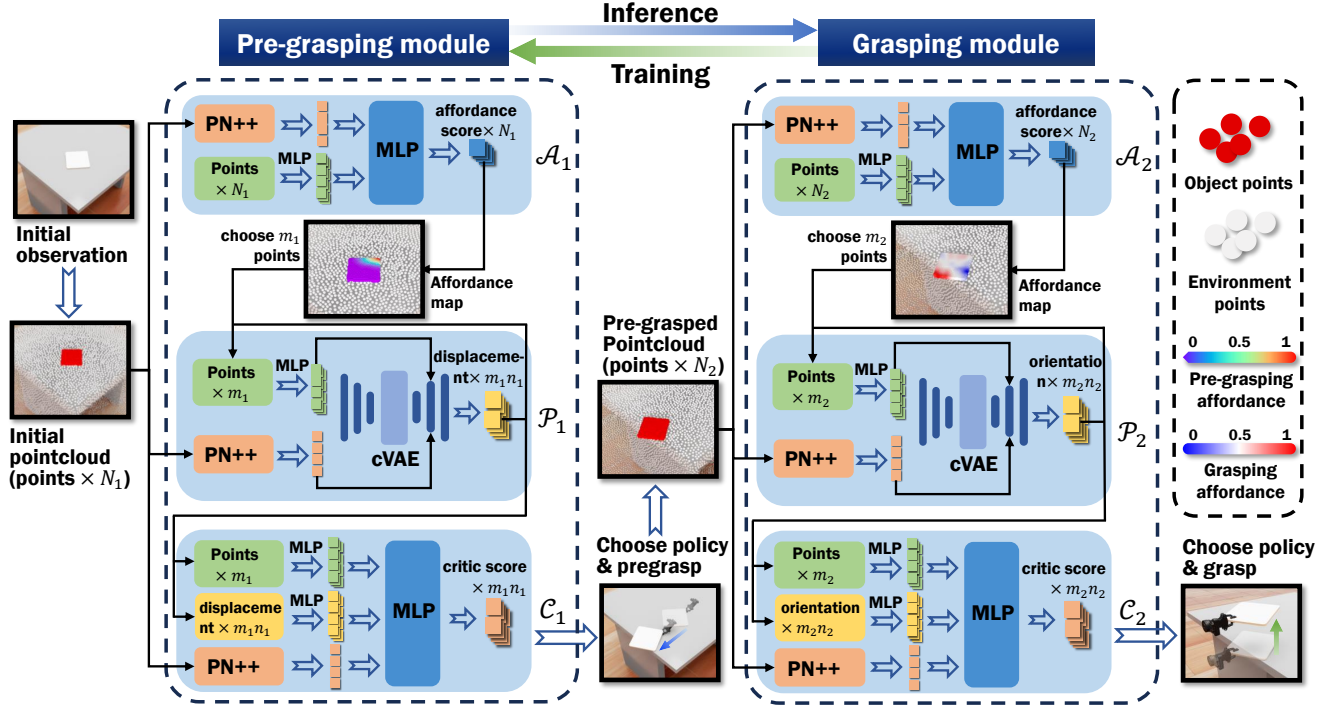 Inference
Pre-grasping module
Grasping module
Training
Initial
observation
Initial
pointcloud
(points × N₁)
PN++
Points
× N₁
MLP
MLP
affordance
score× N₁
𝒜₁
choose m₁
points
Affordance
map
Points
× m₁
MLP
PN++
cVAE
displaceme-
nt× m₁n₁
𝒫₁
Points
× m₁
MLP
displaceme
nt × m₁n₁
MLP
PN++
MLP
critic score
× m₁n₁
𝒞₁
Pre-grasped
Pointcloud
(points × N₂)
Choose policy
& pregrasp
PN++
Points
× N₂
MLP
MLP
affordance
score× N₂
𝒜₂
choose m₂
points
Affordance
map
Points
× m₂
MLP
PN++
cVAE
orientatio
n× m₂n₂
𝒫₂
Points
× m₂
MLP
orientation
× m₂n₂
MLP
PN++
MLP
critic score
× m₂n₂
𝒞₂
Object points
Environment
points
0 0.5 1
Pre-grasping
affordance
0 0.5 1
Grasping
affordance
Choose policy
& grasp